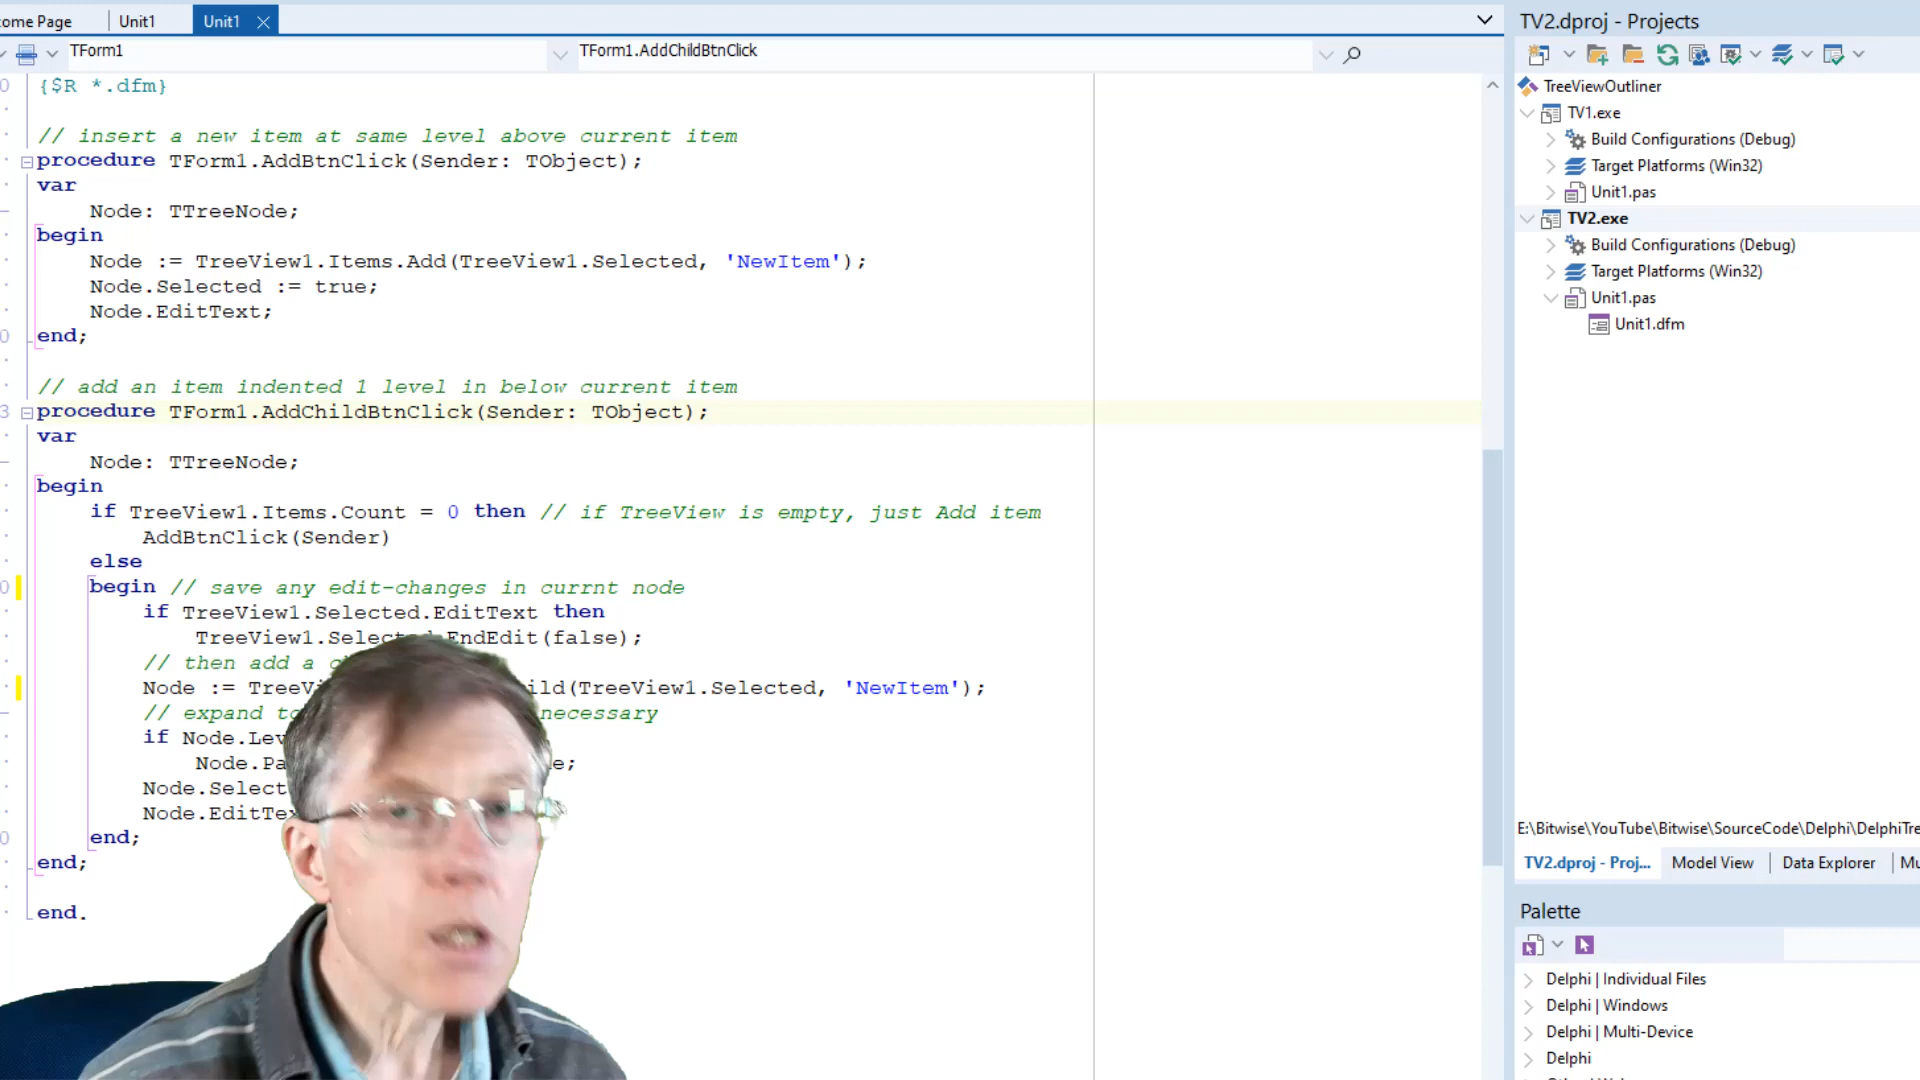 ome Page
Unit1
Unit1
TForm1
TForm1.AddChildBtnClick
{$R *.dfm}
// insert a new item at same level above current item
procedure TForm1.AddBtnClick(Sender: TObject);
var
Node: TTreeNode;
begin
Node := TreeView1.Items.Add(TreeView1.Selected, 'NewItem');
Node.Selected := true;
Node.EditText;
end;
// add an item indented 1 level in below current item
procedure TForm1.AddChildBtnClick(Sender: TObject);
var
Node: TTreeNode;
begin
if TreeView1.Items.Count = 0 then // if TreeView is empty, just Add item
AddBtnClick(Sender)
else
begin // save any edit-changes in currnt node
if TreeView1.Selected.EditText then
TreeView1.Selected.EndEdit(false);
// then add a
Node := TreeV ild(TreeView1.Selected, 'NewItem');
// expand to necessary
if Node.Lev
Node.Pa e;
Node.Select
Node.EditTex
end;
end;
end.
TV2.dproj - Projects
TreeViewOutliner
TV1.exe
Build Configurations (Debug)
Target Platforms (Win32)
Unit1.pas
TV2.exe
Build Configurations (Debug)
Target Platforms (Win32)
Unit1.pas
Unit1.dfm
E:\Bitwise\YouTube\Bitwise\SourceCode\Delphi\DelphiTre
TV2.dproj - Proj...
Model View
Data Explorer
Mu
Palette
Delphi | Individual Files
Delphi | Windows
Delphi | Multi-Device
Delphi